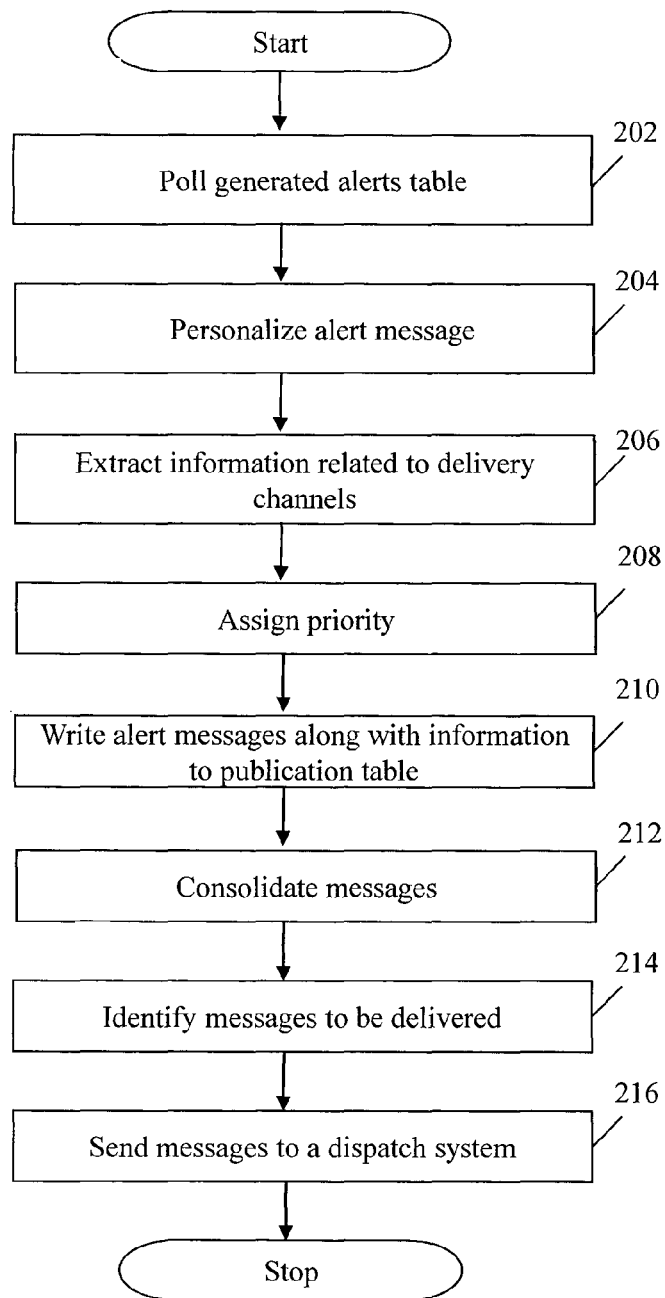 Start
202
Poll generated alerts table
204
Personalize alert message
206
Extract information related to delivery
channels
208
Assign priority
210
Write alert messages along with information
to publication table
212
Consolidate messages
214
Identify messages to be delivered
216
Send messages to a dispatch system
Stop